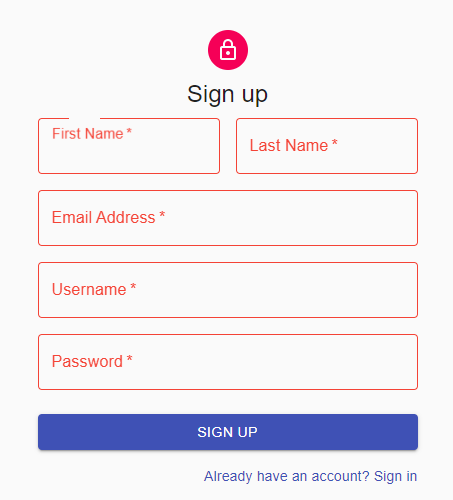 Sign up
First Name *
Last Name *
Email Address *
Username *
Password *
SIGN UP
Already have an account? Sign in